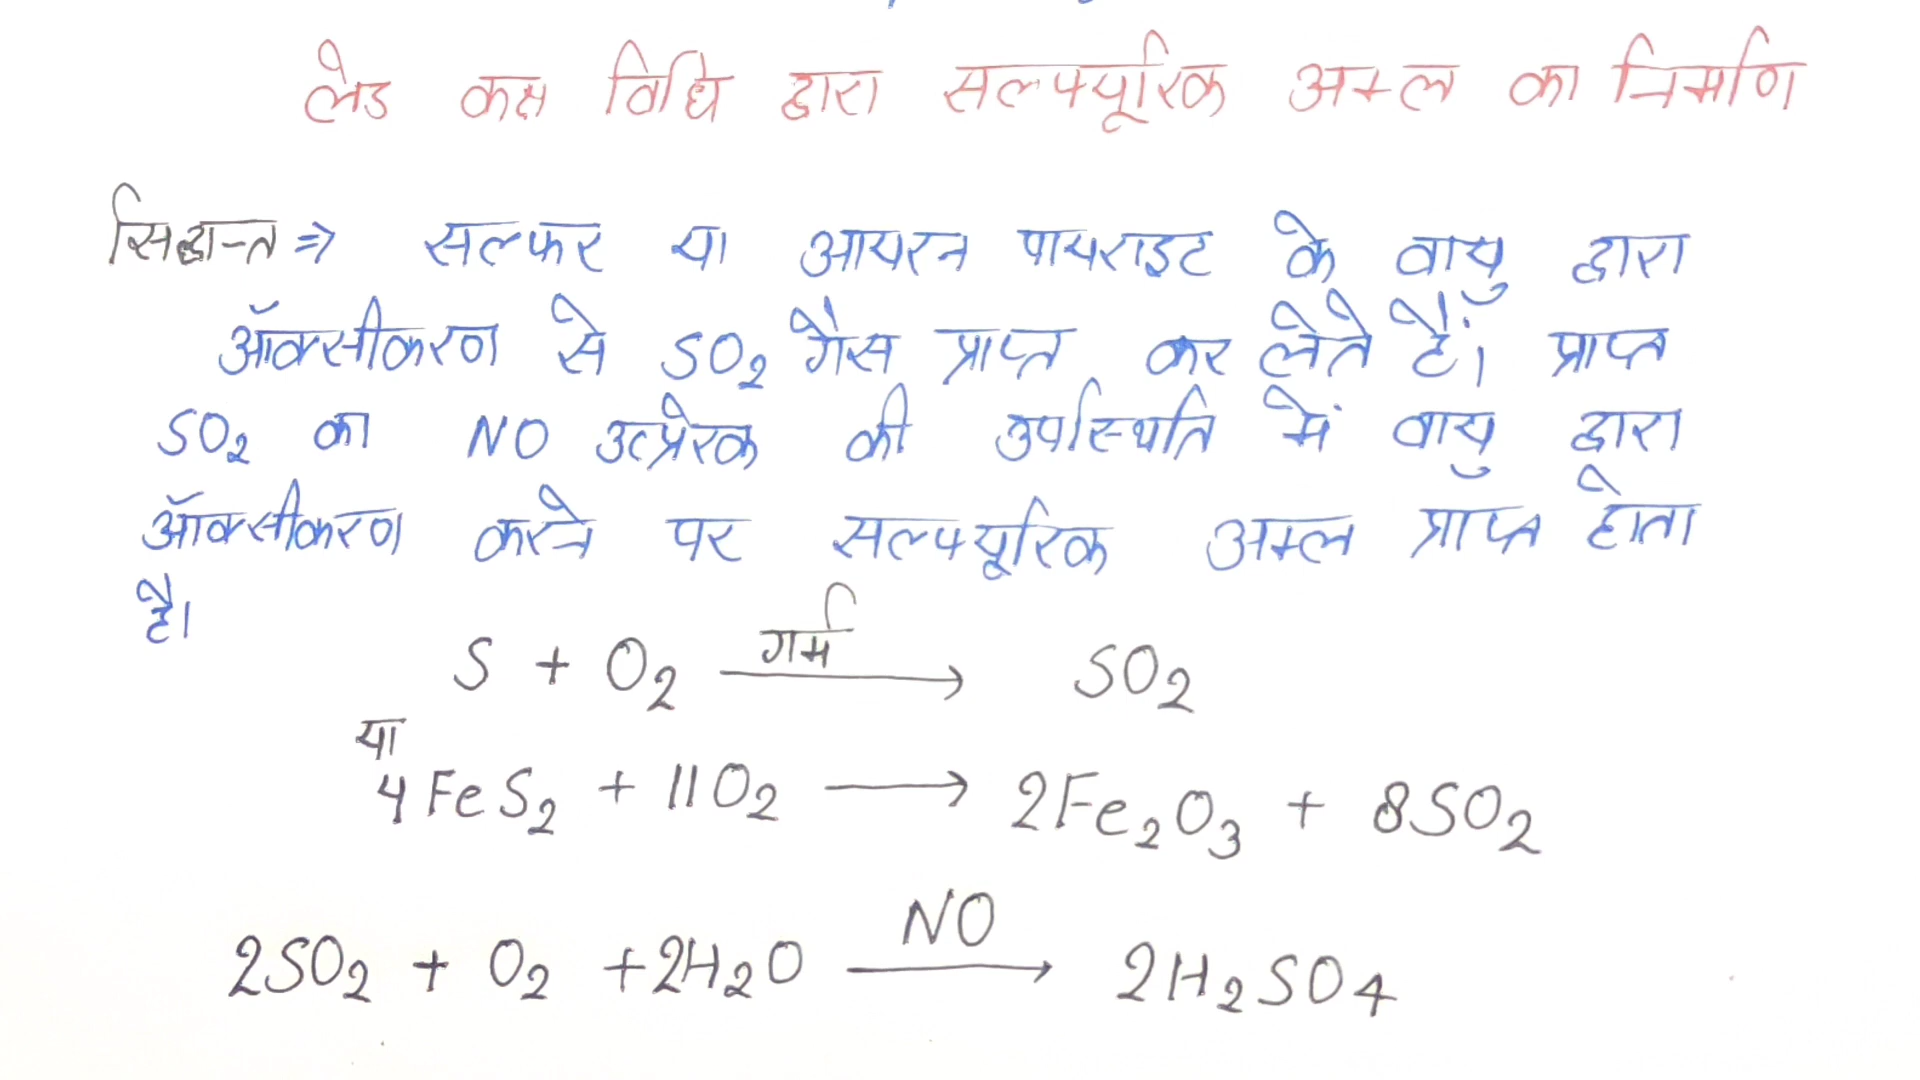 लेड कक्ष विधि द्वारा सल्फ्यूरिक अम्ल का निर्माण
सिद्धान्त ⇒ सल्फर या आयरन पायराइट के वायु द्वारा
ऑक्सीकरण से SO₂ गैस प्राप्त कर लेते हैं। प्राप्त
SO₂ का NO उत्प्रेरक की उपस्थिति में वायु द्वारा
ऑक्सीकरण करने पर सल्फ्यूरिक अम्ल प्राप्त होता
है।
S + O₂ गर्म → SO₂
या
4FeS₂ + 11O₂ → 2Fe₂O₃ + 8SO₂
2SO₂ + O₂ + 2H₂O NO → 2H₂SO₄